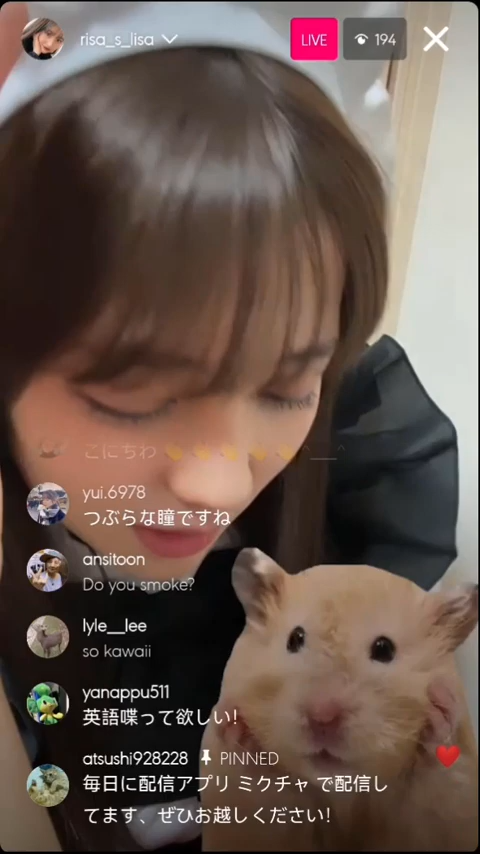 risa_s_lisa
LIVE
194
こにちわ
yui.6978
つぶらな瞳ですね
ansitoon
Do you smoke?
lyle__lee
so kawaii
yanappu511
英語喋って欲しい!
atsushi928228 PINNED
毎日に配信アプリ ミクチャ で配信し
てます、ぜひお越しください!